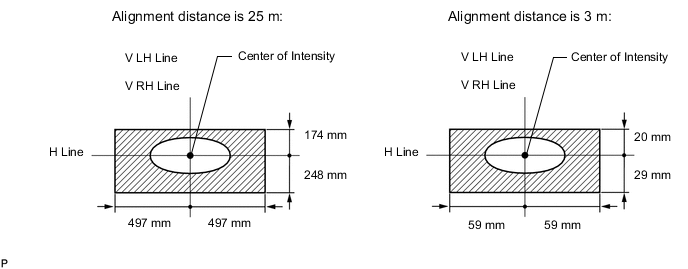 Alignment distance is 25 m:
V LH Line
Center of Intensity
V RH Line
174 mm
H Line
248 mm
497 mm 497 mm
Alignment distance is 3 m:
V LH Line
Center of Intensity
V RH Line
20 mm
H Line
29 mm
59 mm 59 mm
P